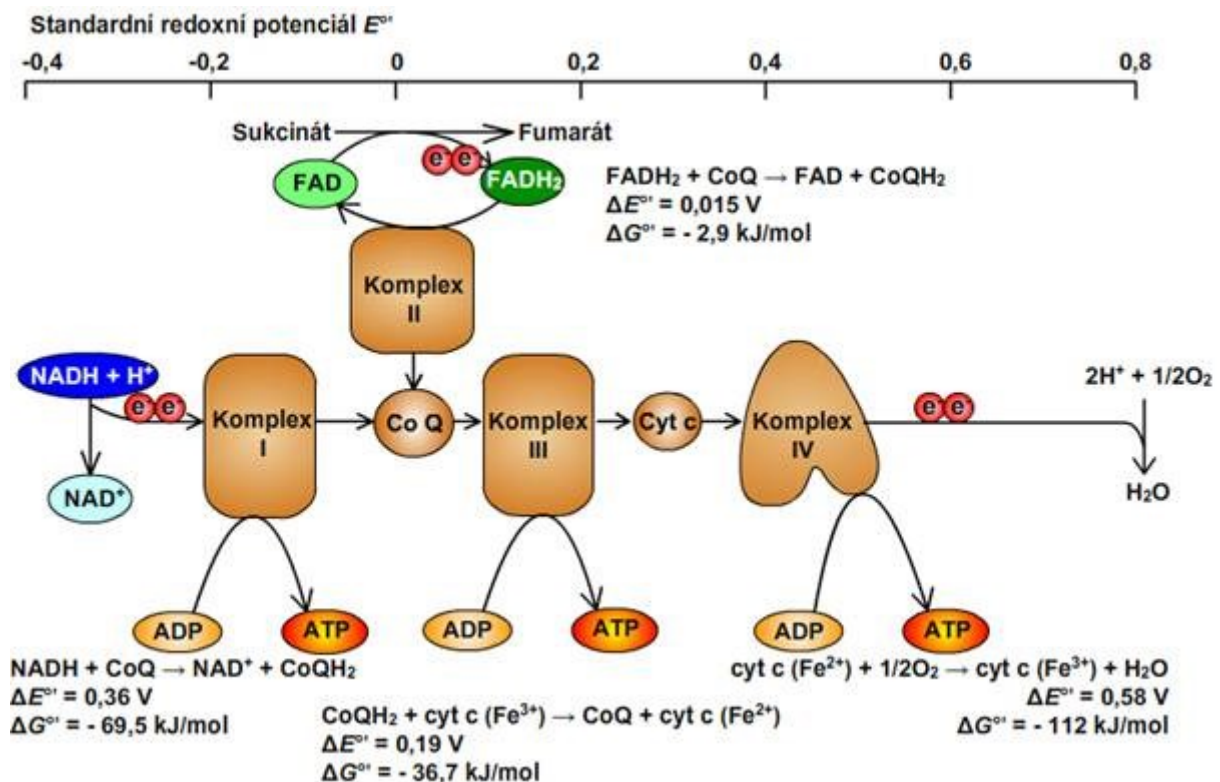 Standardní redoxní potenciál E°'
-0,4 -0,2 0 0,2 0,4 0,6 0,8
Sukcinát Fumarát
e⁻ e⁻
FAD FADH₂
FADH₂ + CoQ → FAD + CoQH₂
ΔE°' = 0,015 V
ΔG°' = - 2,9 kJ/mol
Komplex
II
NADH + H⁺
e⁻ e⁻
Komplex
I
Co Q
Komplex
III
Cyt c
Komplex
IV
e⁻ e⁻
2H⁺ + 1/2O₂
NAD⁺
H₂O
ADP ATP ADP ATP ADP ATP
NADH + CoQ → NAD⁺ + CoQH₂
ΔE°' = 0,36 V
ΔG°' = - 69,5 kJ/mol
CoQH₂ + cyt c (Fe³⁺) → CoQ + cyt c (Fe²⁺)
ΔE°' = 0,19 V
ΔG°' = - 36,7 kJ/mol
cyt c (Fe²⁺) + 1/2O₂ → cyt c (Fe³⁺) + H₂O
ΔE°' = 0,58 V
ΔG°' = - 112 kJ/mol